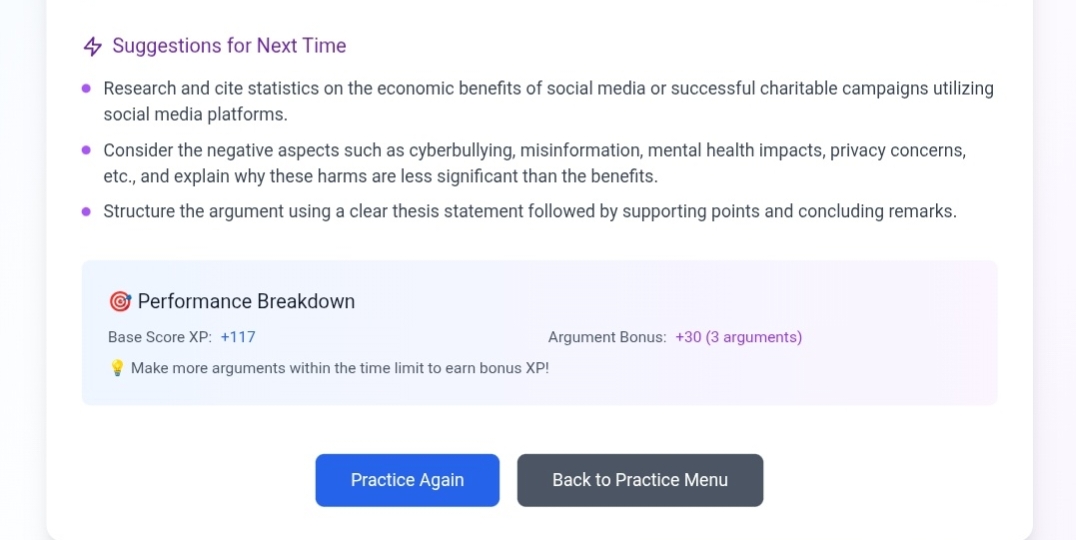 Suggestions for Next Time
Research and cite statistics on the economic benefits of social media or successful charitable campaigns utilizing
social media platforms.
Consider the negative aspects such as cyberbullying, misinformation, mental health impacts, privacy concerns,
etc., and explain why these harms are less significant than the benefits.
Structure the argument using a clear thesis statement followed by supporting points and concluding remarks.
🎯 Performance Breakdown
Base Score XP: +117 Argument Bonus: +30 (3 arguments)
💡 Make more arguments within the time limit to earn bonus XP!
Practice Again Back to Practice Menu